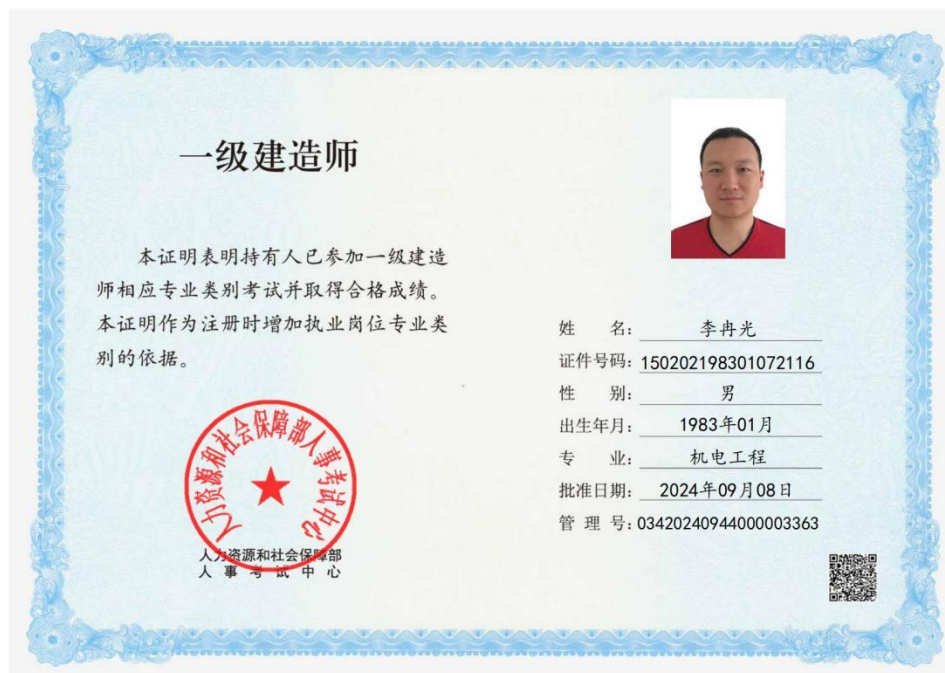 一级建造师
本证明表明持有人已参加一级建造
师相应专业类别考试并取得合格成绩。
本证明作为注册时增加执业岗位专业类
别的依据。
人力资源和社会保障部人事考试中心
人力资源和社会保障部
人事考试中心
姓 名: 李冉光
证件号码: 150202198301072116
性 别: 男
出生年月: 1983年01月
专 业: 机电工程
批准日期: 2024年09月08日
管 理 号: 03420240944000003363